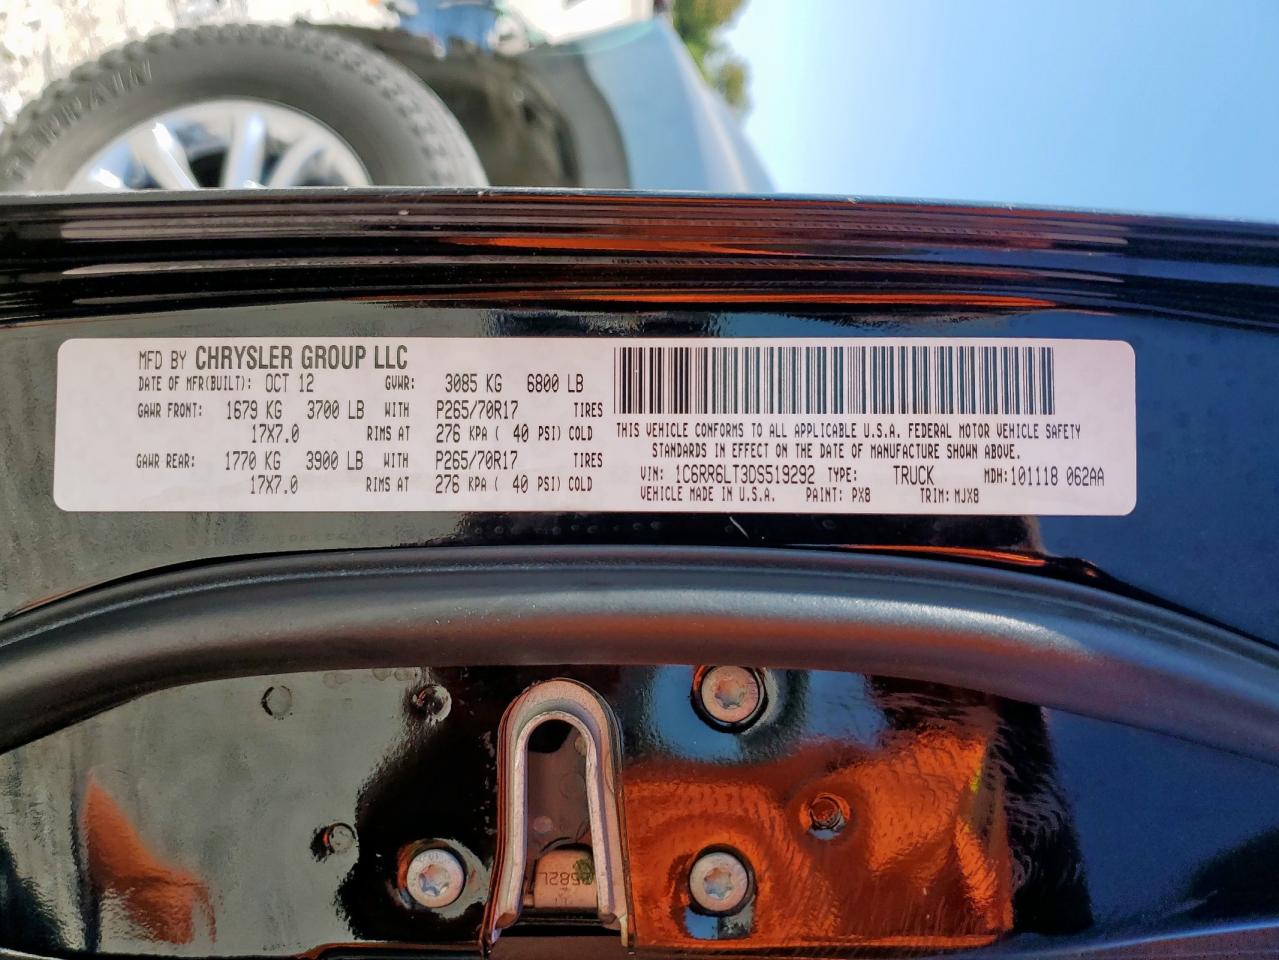 RRAIN
MFD BY CHRYSLER GROUP LLC
DATE OF MFR(BUILT): OCT 12 GVWR: 3085 KG 6800 LB
GAWR FRONT: 1679 KG 3700 LB WITH P265/70R17 TIRES
17X7.0 RIMS AT 276 KPA ( 40 PSI) COLD
GAWR REAR: 1770 KG 3900 LB WITH P265/70R17 TIRES
17X7.0 RIMS AT 276 KPA ( 40 PSI) COLD
THIS VEHICLE CONFORMS TO ALL APPLICABLE U.S.A. FEDERAL MOTOR VEHICLE SAFETY
STANDARDS IN EFFECT ON THE DATE OF MANUFACTURE SHOWN ABOVE.
VIN: 1C6RR6LT3DS519292 TYPE: TRUCK MDH: 101118 062AA
VEHICLE MADE IN U.S.A. PAINT: PX8 TRIM: MJX8